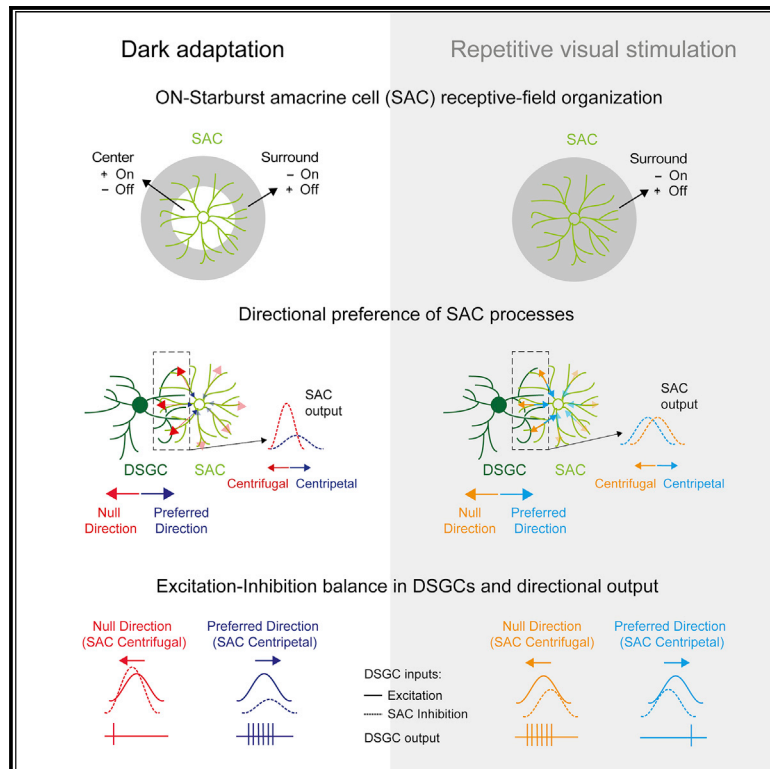 Dark adaptation
Repetitive visual stimulation
ON-Starburst amacrine cell (SAC) receptive-field organization
SAC
Center
+ On
− Off
Surround
− On
+ Off
SAC
Surround
− On
+ Off
Directional preference of SAC processes
SAC
output
DSGC
SAC
Centrifugal
Centripetal
Null
Direction
Preferred
Direction
SAC
output
DSGC
SAC
Centrifugal
Centripetal
Null
Direction
Preferred
Direction
Excitation-Inhibition balance in DSGCs and directional output
Null Direction
(SAC Centrifugal)
Preferred Direction
(SAC Centripetal)
DSGC inputs:
Excitation
SAC Inhibition
DSGC output
Null Direction
(SAC Centrifugal)
Preferred Direction
(SAC Centripetal)